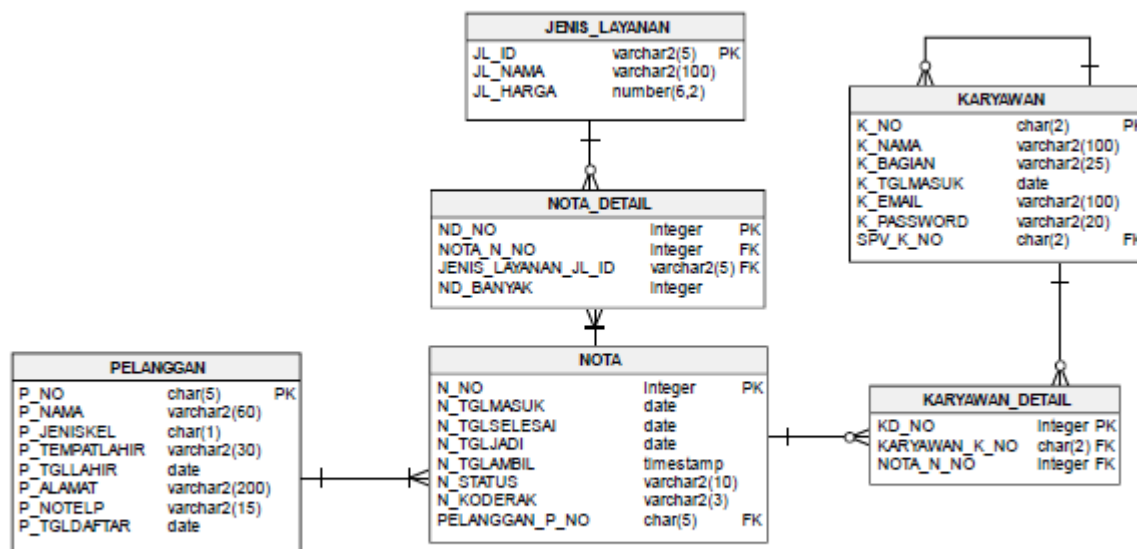 JENIS_LAYANAN
JL_ID varchar2(5) PK
JL_NAMA varchar2(100)
JL_HARGA number(6,2)
KARYAWAN
K_NO char(2) PK
K_NAMA varchar2(100)
K_BAGIAN varchar2(25)
K_TGLMASUK date
K_EMAIL varchar2(100)
K_PASSWORD varchar2(20)
SPV_K_NO char(2) FK
NOTA_DETAIL
ND_NO Integer PK
NOTA_N_NO Integer FK
JENIS_LAYANAN_JL_ID varchar2(5) FK
ND_BANYAK Integer
PELANGGAN
P_NO char(5) PK
P_NAMA varchar2(60)
P_JENISKEL char(1)
P_TEMPATLAHIR varchar2(30)
P_TGLLAHIR date
P_ALAMAT varchar2(200)
P_NOTELP varchar2(15)
P_TGLDAFTAR date
NOTA
N_NO Integer PK
N_TGLMASUK date
N_TGLSELESAI date
N_TGLJADI date
N_TGLAMBIL timestamp
N_STATUS varchar2(10)
N_KODERAK varchar2(3)
PELANGGAN_P_NO char(5) FK
KARYAWAN_DETAIL
KD_NO Integer PK
KARYAWAN_K_NO char(2) FK
NOTA_N_NO Integer FK